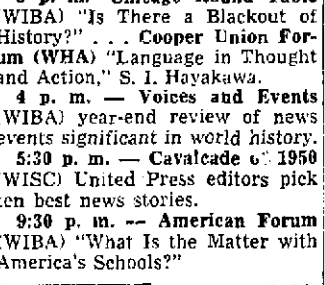 (WIBA) "Is There a Blackout of
History?" . . . Cooper Union For-
um (WHA) "Language in Thought
and Action," S. I. Hayakawa.
4 p. m. — Voices and Events
(WIBA) year-end review of news
events significant in world history.
5:30 p. m. — Cavalcade of 1950
(WISC) United Press editors pick
ten best news stories.
9:30 p. m. -- American Forum
(WIBA) "What Is the Matter with
America's Schools?"